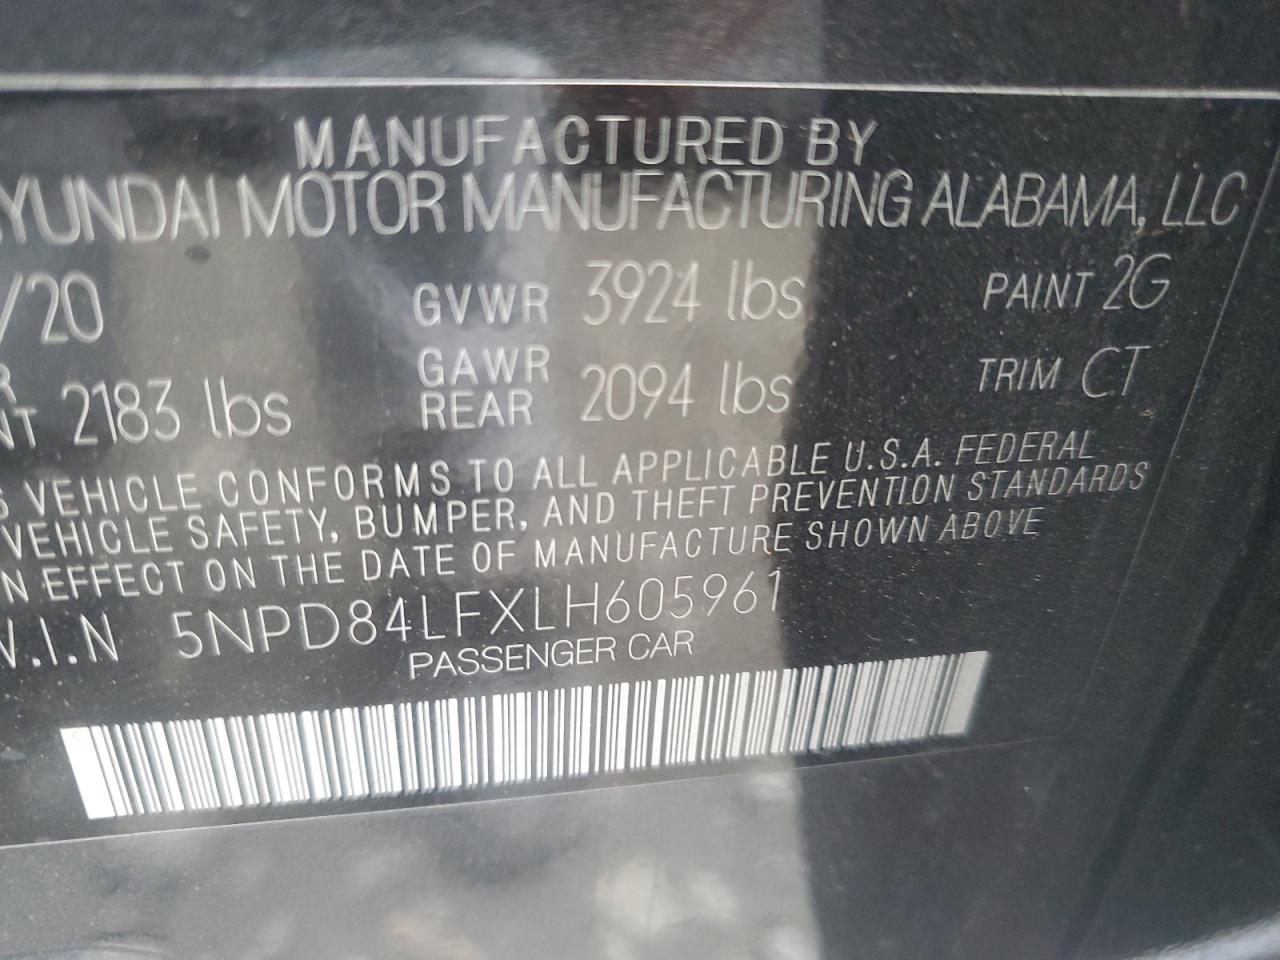 MANUFACTURED BY
HYUNDAI MOTOR MANUFACTURING ALABAMA, LLC
/20 GVWR 3924 lbs PAINT 2G
R GAWR
NT 2183 lbs REAR 2094 lbs TRIM CT
S VEHICLE CONFORMS TO ALL APPLICABLE U.S.A. FEDERAL
VEHICLE SAFETY, BUMPER, AND THEFT PREVENTION STANDARDS
N EFFECT ON THE DATE OF MANUFACTURE SHOWN ABOVE
V.I.N 5NPD84LFXLH605961
PASSENGER CAR